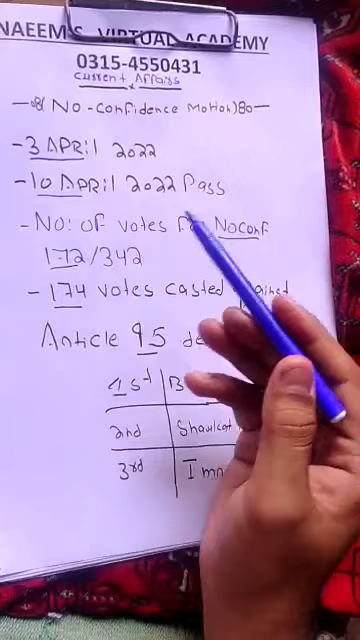 NAEEM'S VIRTUAL ACADEMY
0315-4550431
Current Affairs
(No-Confidence Motion)
- 3 April 2022
- 10 April 2022 Pass
- No: of votes for Noconf
172/342
- 174 votes casted
Article 95 de
1st | B
2nd | Shaukat
3rd | Imr